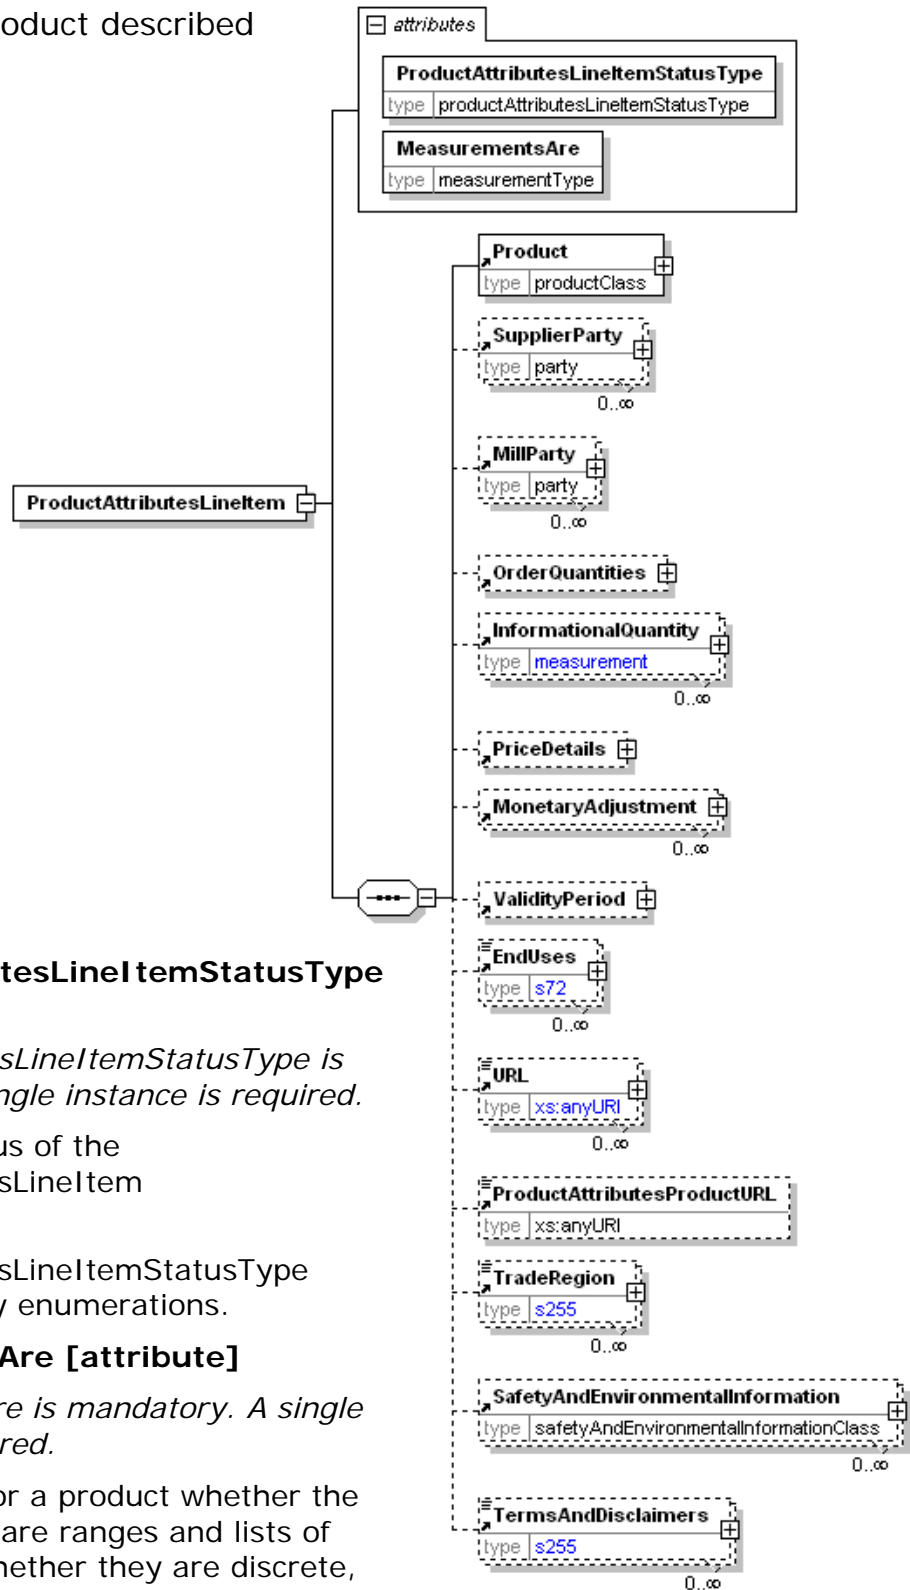 oduct described
attributes
ProductAttributesLineItemStatusType
type productAttributesLineItemStatusType
MeasurementsAre
type measurementType
Product
type productClass
SupplierParty
type party
0..∞
MillParty
type party
0..∞
ProductAttributesLineItem
OrderQuantities
InformationalQuantity
type measurement
0..∞
PriceDetails
MonetaryAdjustment
0..∞
ValidityPeriod
EndUses
type s72
0..∞
URL
type xs:anyURI
0..∞
ProductAttributesProductURL
type xs:anyURI
TradeRegion
type s255
0..∞
SafetyAndEnvironmentalInformation
type safetyAndEnvironmentalInformationClass
0..∞
TermsAndDisclaimers
type s255
0..∞
tesLineItemStatusType
sLineItemStatusType is
ngle instance is required.
us of the
sLineItem
sLineItemStatusType
y enumerations.
Are [attribute]
re is mandatory. A single
red.
or a product whether the
are ranges and lists of
hether they are discrete,